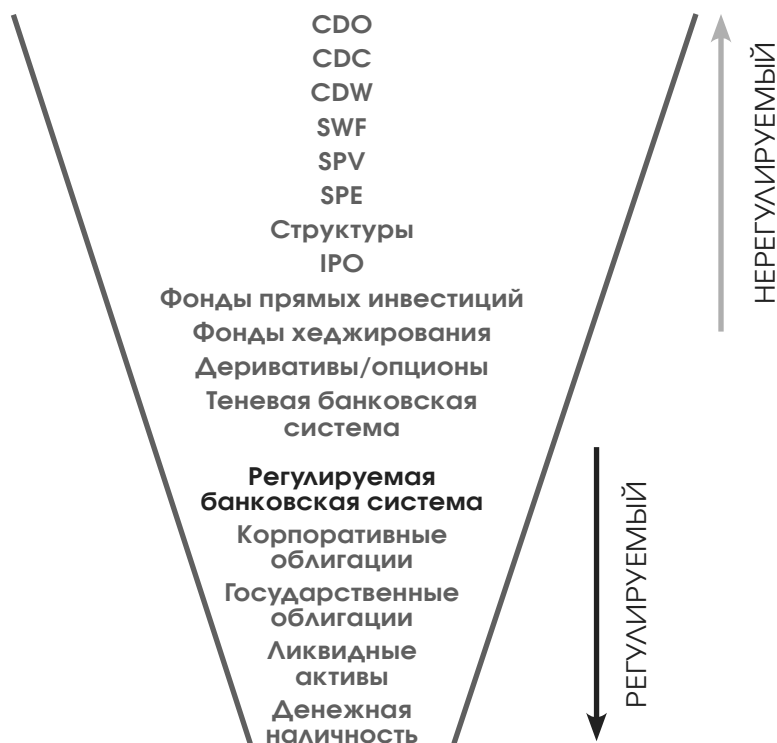 CDO
CDC
CDW
SWF
SPV
SPE
Структуры
IPO
Фонды прямых инвестиций
Фонды хеджирования
Деривативы/опционы
Теневая банковская
система
Регулируемая
банковская система
Корпоративные
облигации
Государственные
облигации
Ликвидные
активы
Денежная
наличность
НЕРЕГУЛИРУЕМЫЙ
РЕГУЛИРУЕМЫЙ